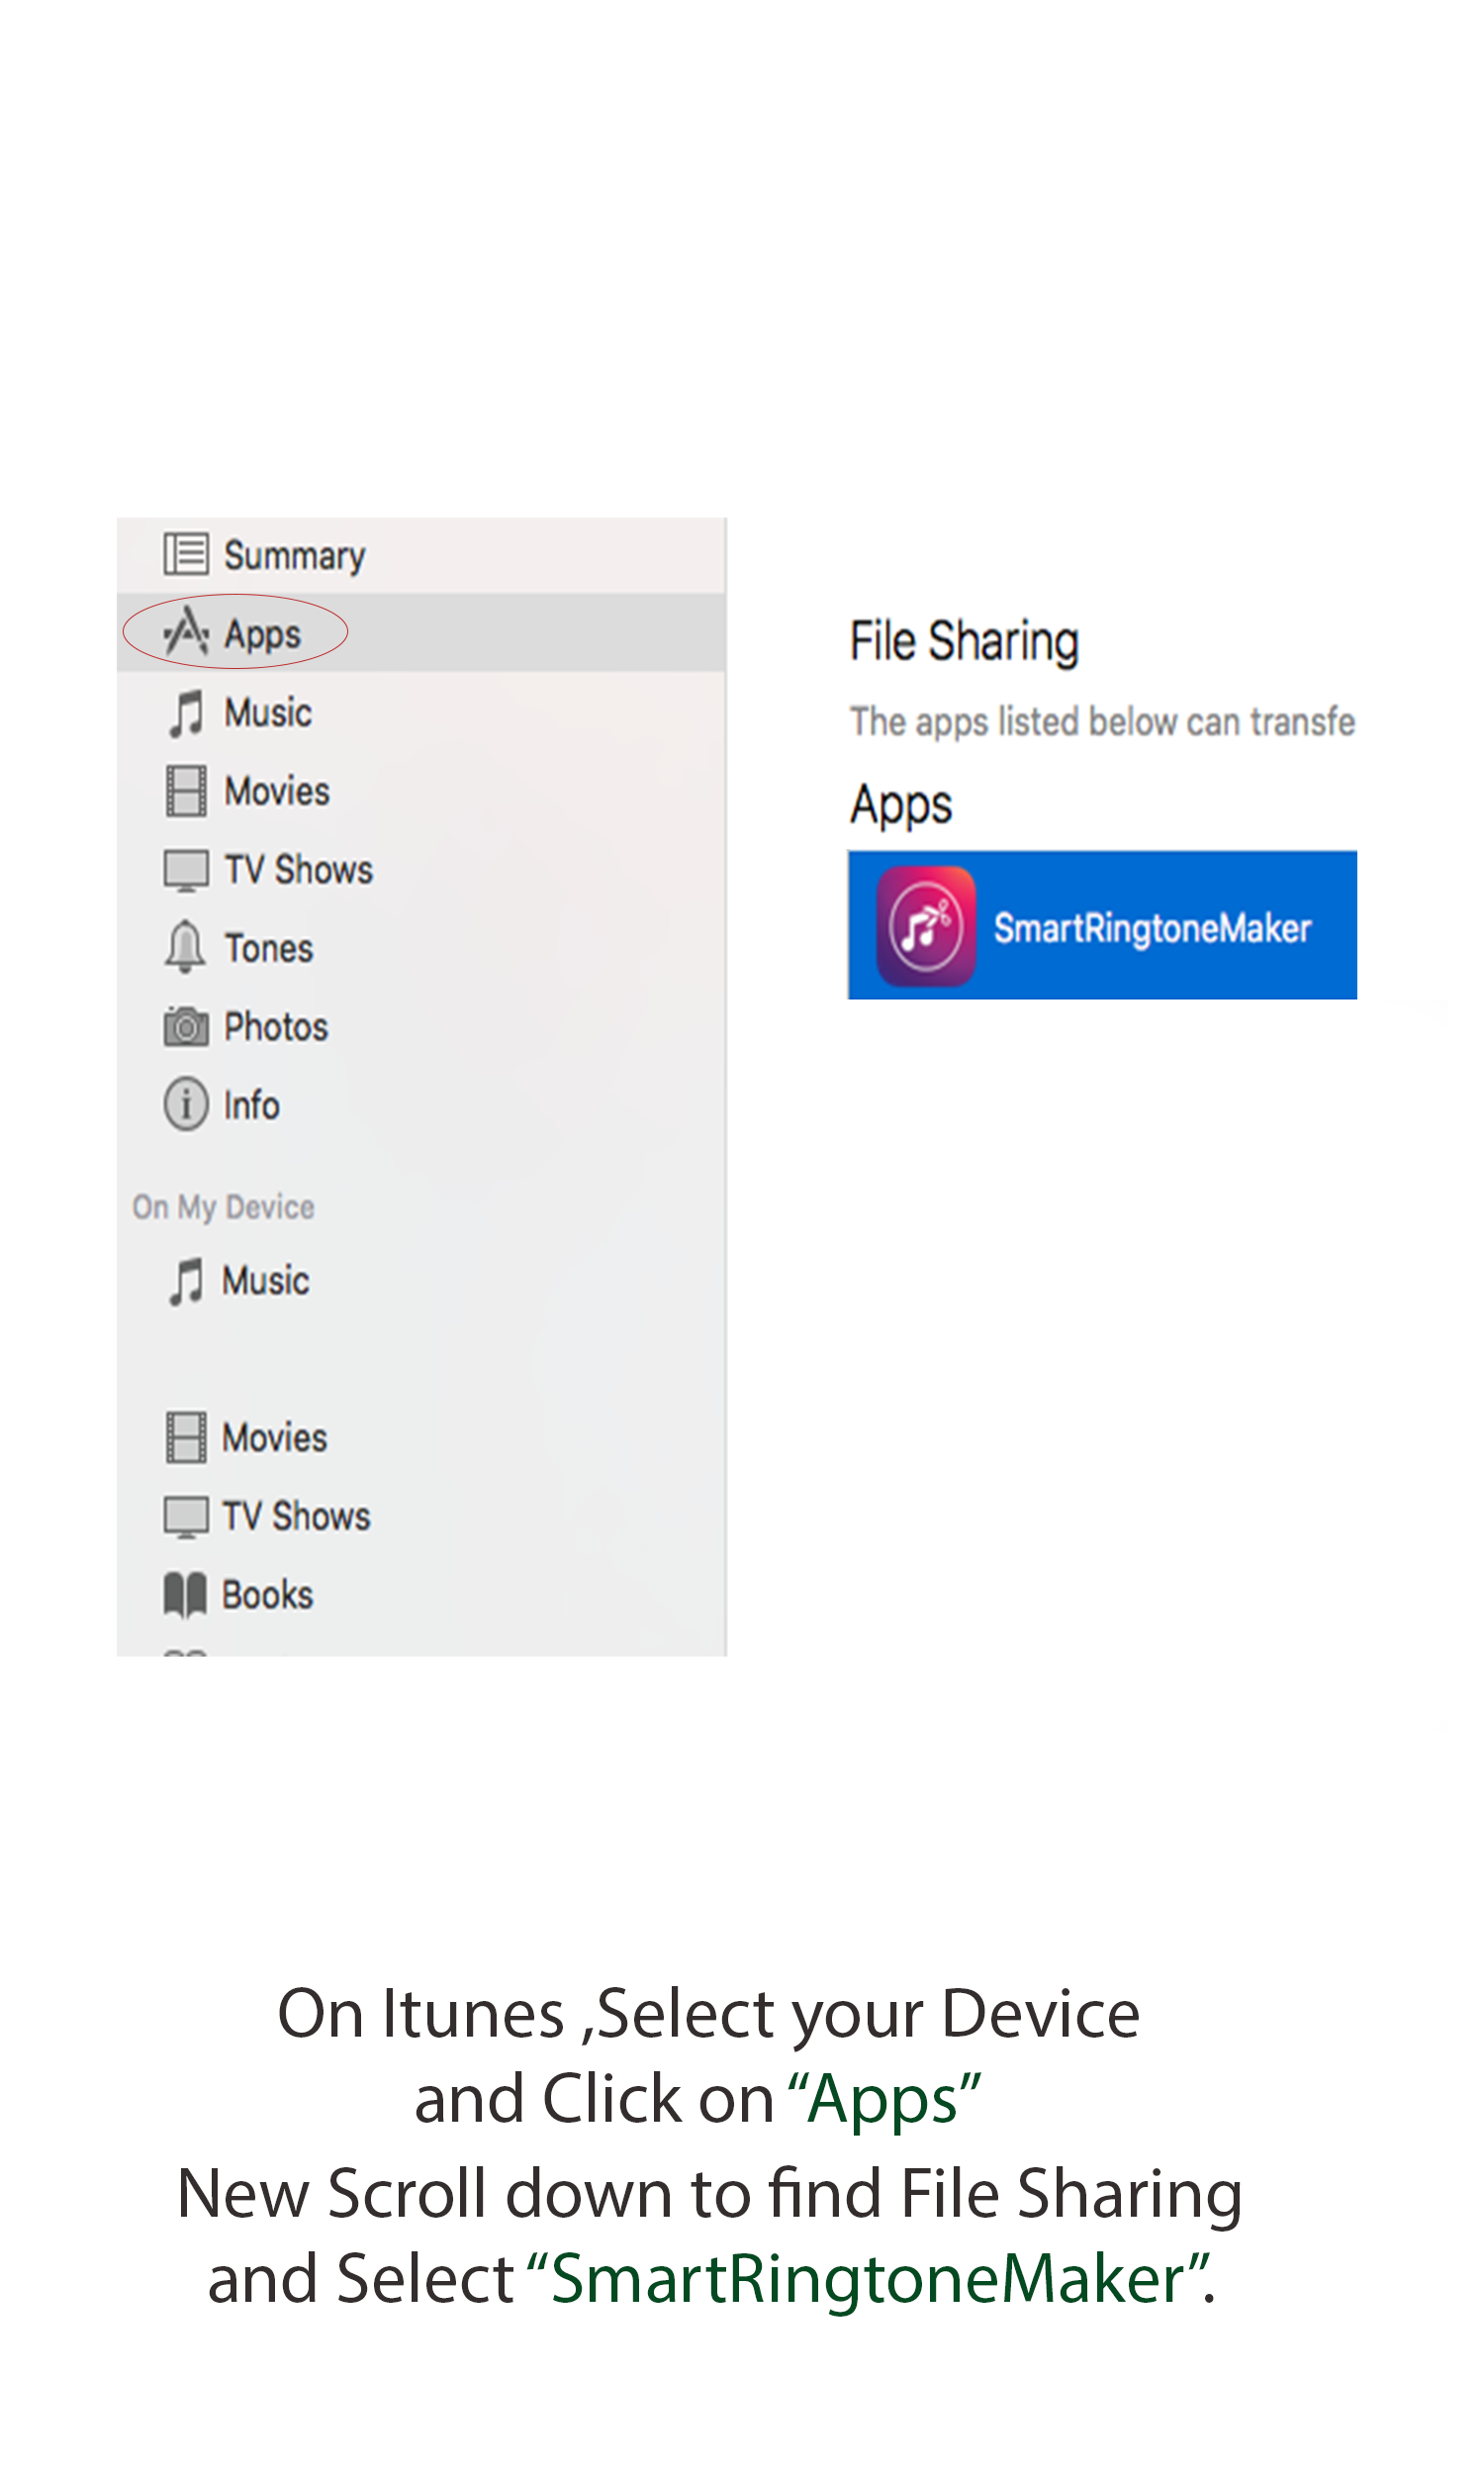 Summary
Apps
Music
Movies
TV Shows
Tones
Photos
Info
On My Device
Music
Movies
TV Shows
Books
File Sharing
The apps listed below can transfe
Apps
SmartRingtoneMaker
On Itunes ,Select your Device
and Click on “Apps”
New Scroll down to find File Sharing
and Select “SmartRingtoneMaker”.